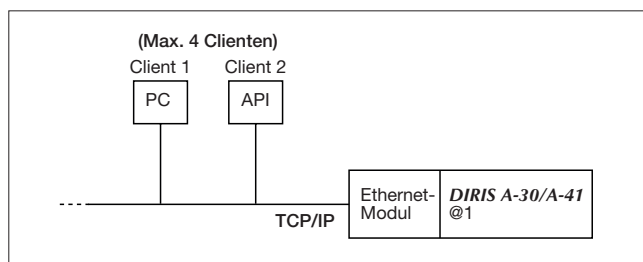 (Max. 4 Clienten)
Client 1 Client 2
PC API
Ethernet- DIRIS A-30/A-41
Modul @1
TCP/IP